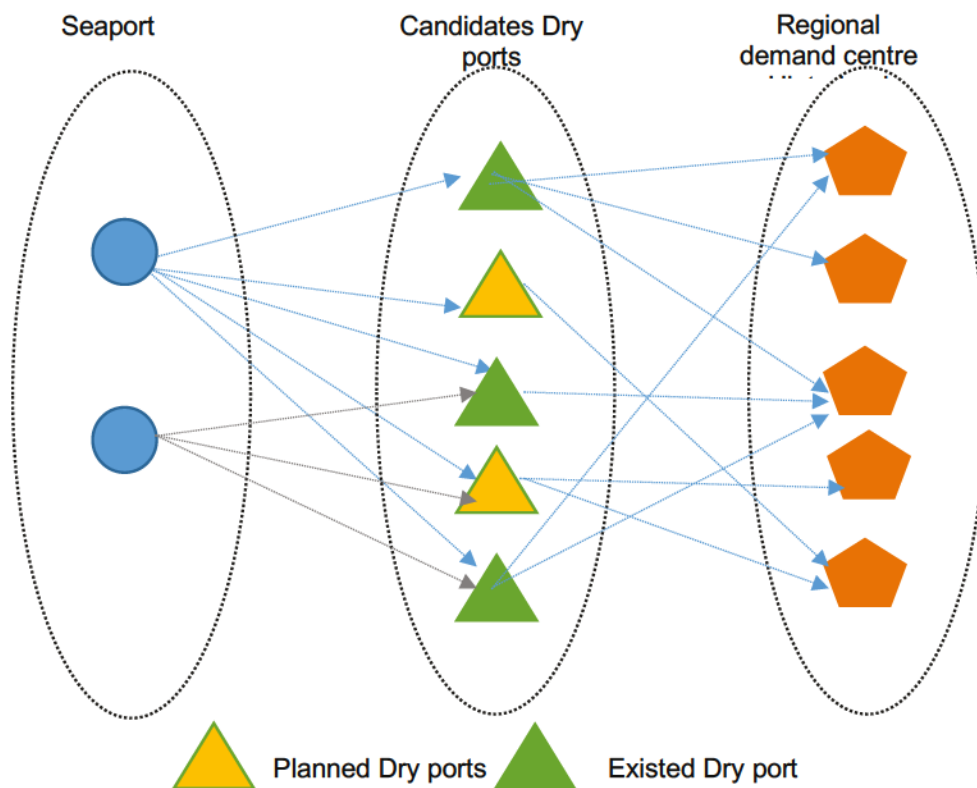 Seaport
Candidates Dry
ports
Regional
demand centre
Planned Dry ports
Existed Dry port